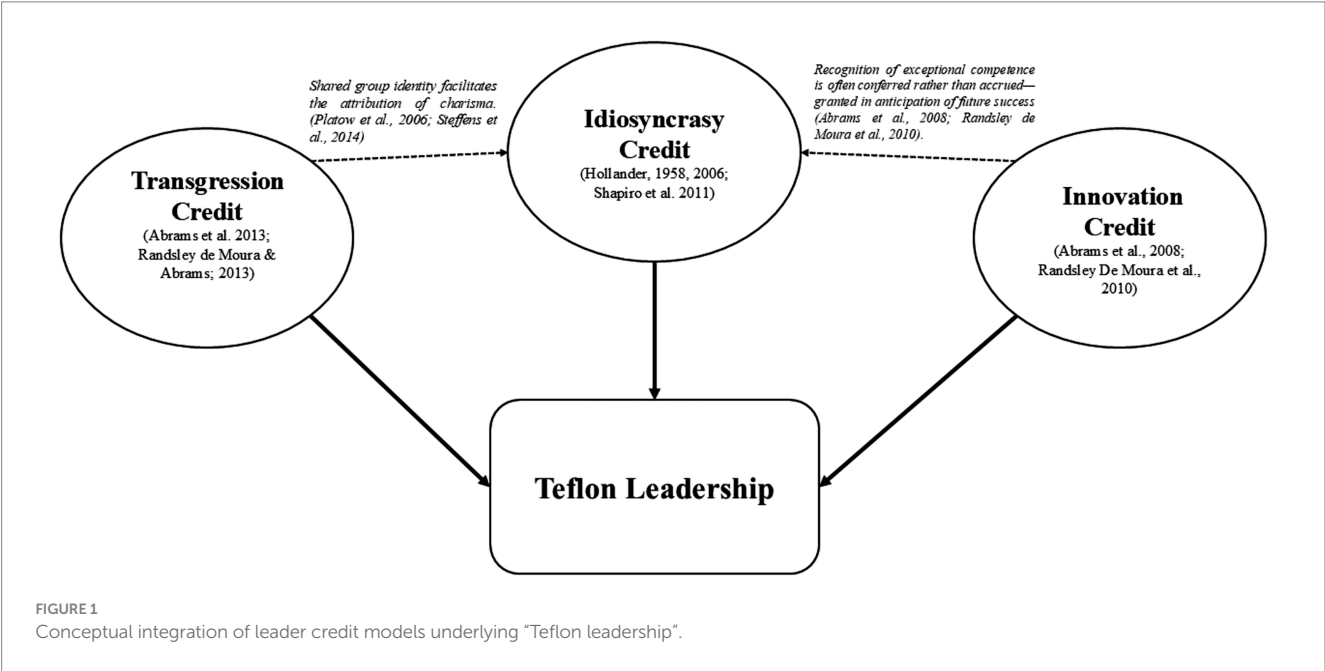 Shared group identity facilitates
the attribution of charisma.
(Platow et al., 2006; Steffens et
al., 2014)
Idiosyncrasy
Credit
(Hollander, 1958, 2006;
Shapiro et al. 2011)
Recognition of exceptional competence
is often conferred rather than accrued—
granted in anticipation of future success
(Abrams et al., 2008; Randsley de
Moura et al., 2010).
Transgression
Credit
(Abrams et al. 2013;
Randsley de Moura &
Abrams; 2013)
Innovation
Credit
(Abrams et al., 2008;
Randsley De Moura et al.,
2010)
Teflon Leadership
FIGURE 1
Conceptual integration of leader credit models underlying “Teflon leadership”.